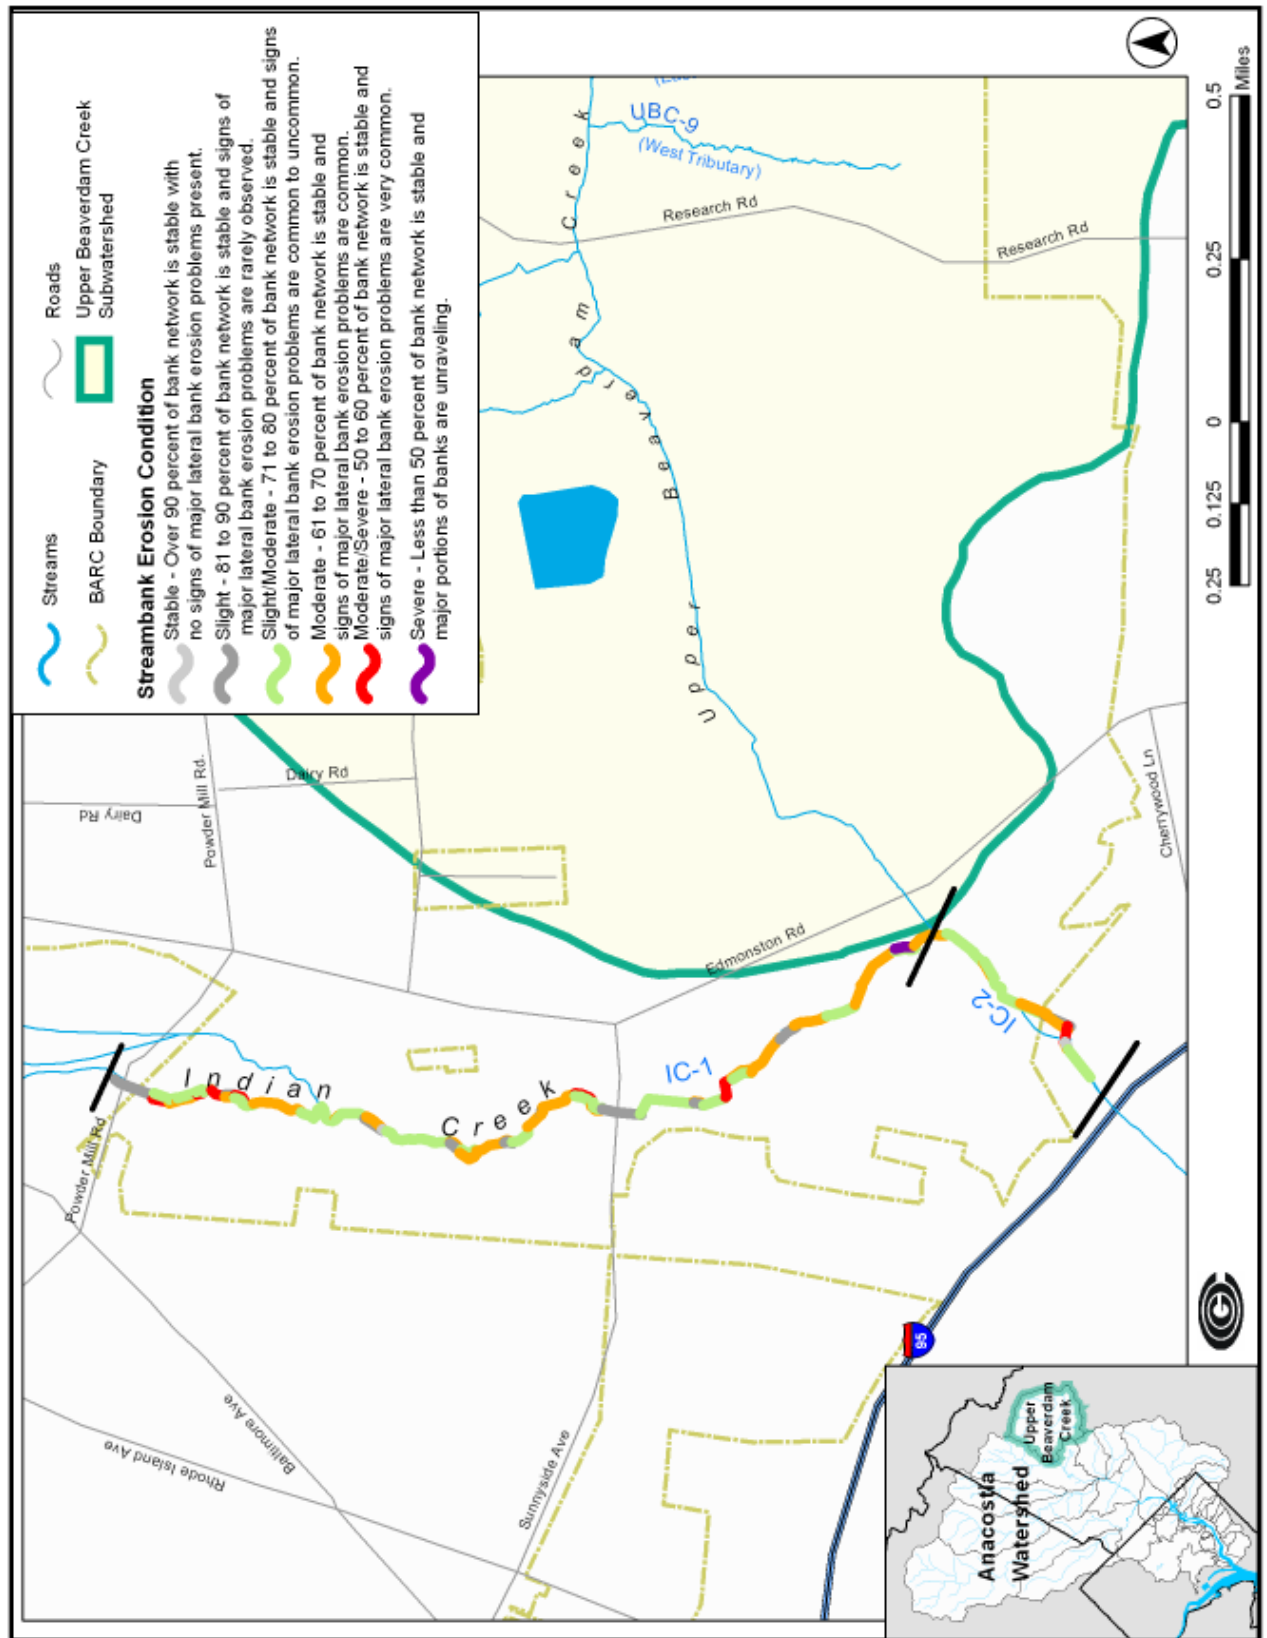 Streams
Roads
BARC Boundary
Upper Beaverdam Creek
Subwatershed
Streambank Erosion Condition
Stable - Over 90 percent of bank network is stable with
no signs of major lateral bank erosion problems present.
Slight - 81 to 90 percent of bank network is stable and signs of
major lateral bank erosion problems are rarely observed.
Slight/Moderate - 71 to 80 percent of bank network is stable and signs
of major lateral bank erosion problems are common to uncommon.
Moderate - 61 to 70 percent of bank network is stable and
signs of major lateral bank erosion problems are common.
Moderate/Severe - 50 to 60 percent of bank network is stable and
signs of major lateral bank erosion problems are very common.
Severe - Less than 50 percent of bank network is stable and
major portions of banks are unraveling.
Rhode Island Ave
Baltimore Ave
Powder Mill Rd
Powder Mill Rd.
Dairy Rd
Dairy Rd
Indian
Creek
Sunnyside Ave
IC-1
Edmonston Rd
IC-2
Upper Beaverdam Creek
UBC-9
(West Tributary)
Research Rd
Research Rd
Cherrywood Ln
95
Anacostia
Watershed
Upper
Beaverdam
Creek
0.25 0.125 0 0.25 0.5
Miles